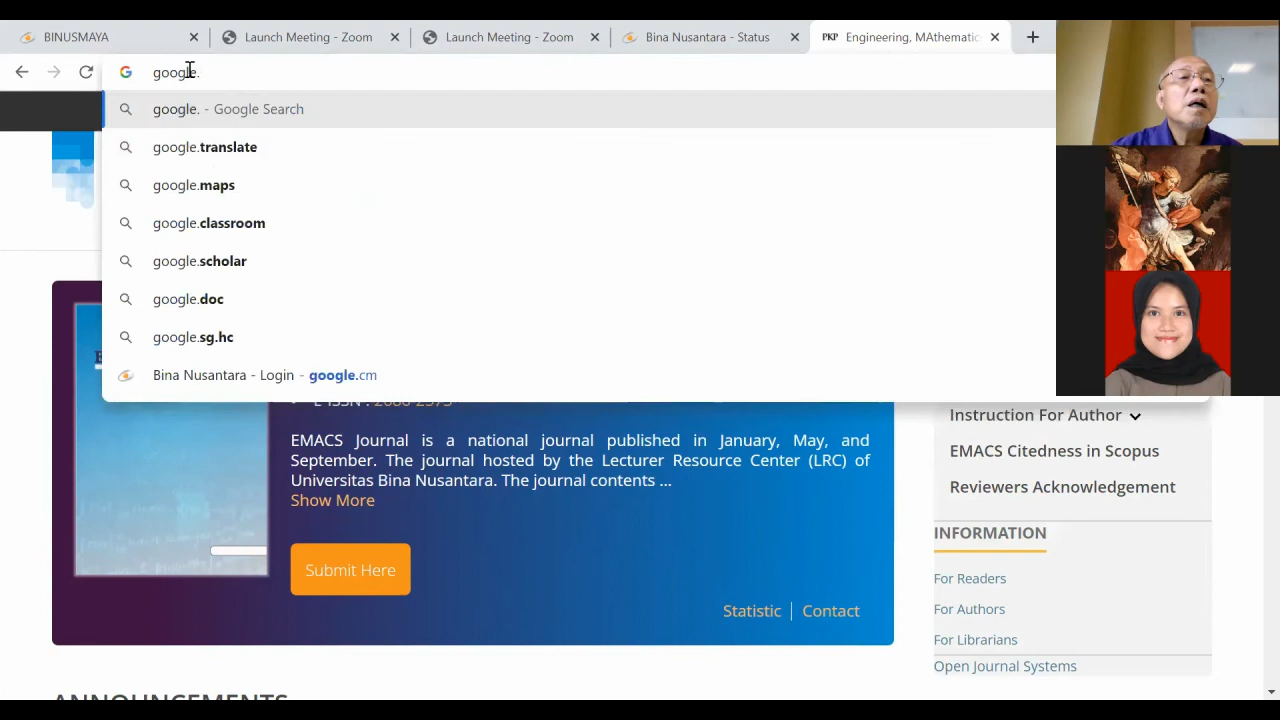 BINUSMAYA
Launch Meeting - Zoom
Launch Meeting - Zoom
Bina Nusantara - Status
PKP Engineering, MAthematic
google.
google. - Google Search
google.translate
google.maps
google.classroom
google.scholar
google.doc
google.sg.hc
Bina Nusantara - Login - google.cm
EMACS Journal is a national journal published in January, May, and
September. The journal hosted by the Lecturer Resource Center (LRC) of
Universitas Bina Nusantara. The journal contents ...
Show More
Submit Here
Statistic | Contact
Instruction For Author
EMACS Citedness in Scopus
Reviewers Acknowledgement
INFORMATION
For Readers
For Authors
For Librarians
Open Journal Systems
ANNOUNCEMENTS